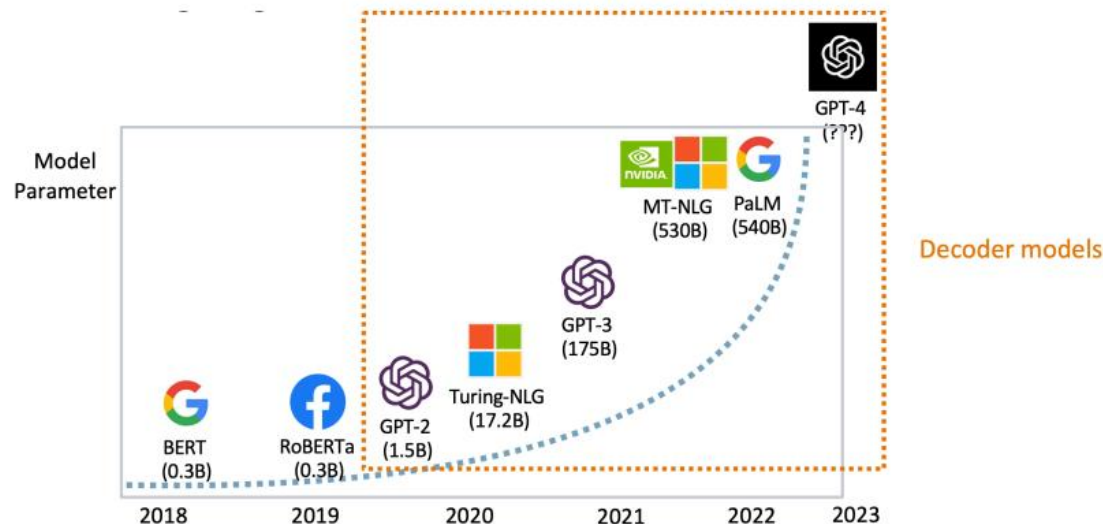 GPT-4
(???)
Model
Parameter
NVIDIA
MT-NLG
(530B)
PaLM
(540B)
Decoder models
GPT-3
(175B)
Turing-NLG
(17.2B)
GPT-2
(1.5B)
RoBERTa
(0.3B)
BERT
(0.3B)
2018
2019
2020
2021
2022
2023